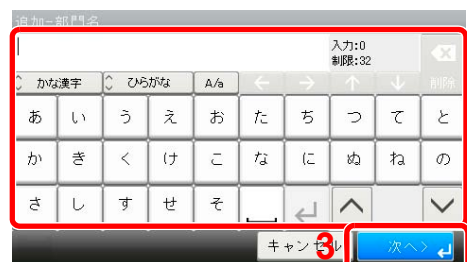 追加-部門名
入力:0
制限:32
かな漢字 ひらがな A/a ← → ↑ ↓ 削除
あ い う え お た ち つ て と
か き く け こ な に ぬ ね の
さ し す せ そ
キャンセル 3 次へ>